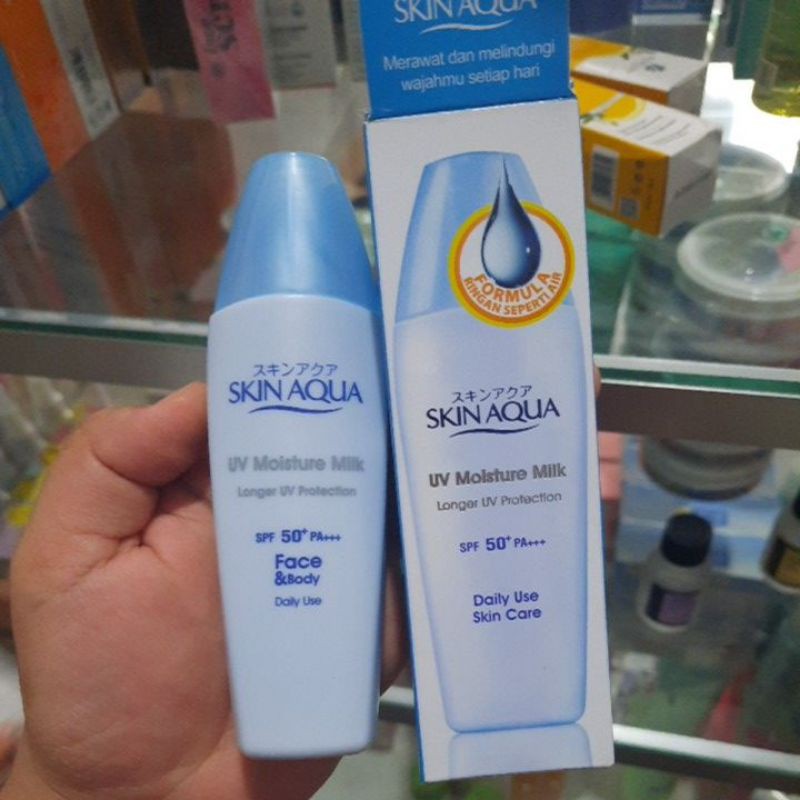 SKIN AQUA
Merawat dan melindungi
wajahmu setiap hari
FORMULA
RINGAN SEPERTI AIR
スキンアクア
SKIN AQUA
UV Moisture Milk
Longer UV Protection
SPF 50+ PA+++
Face
&Body
Daily Use
スキンアクア
SKIN AQUA
UV Moisture Milk
Longer UV Protection
SPF 50+ PA+++
Daily Use
Skin Care